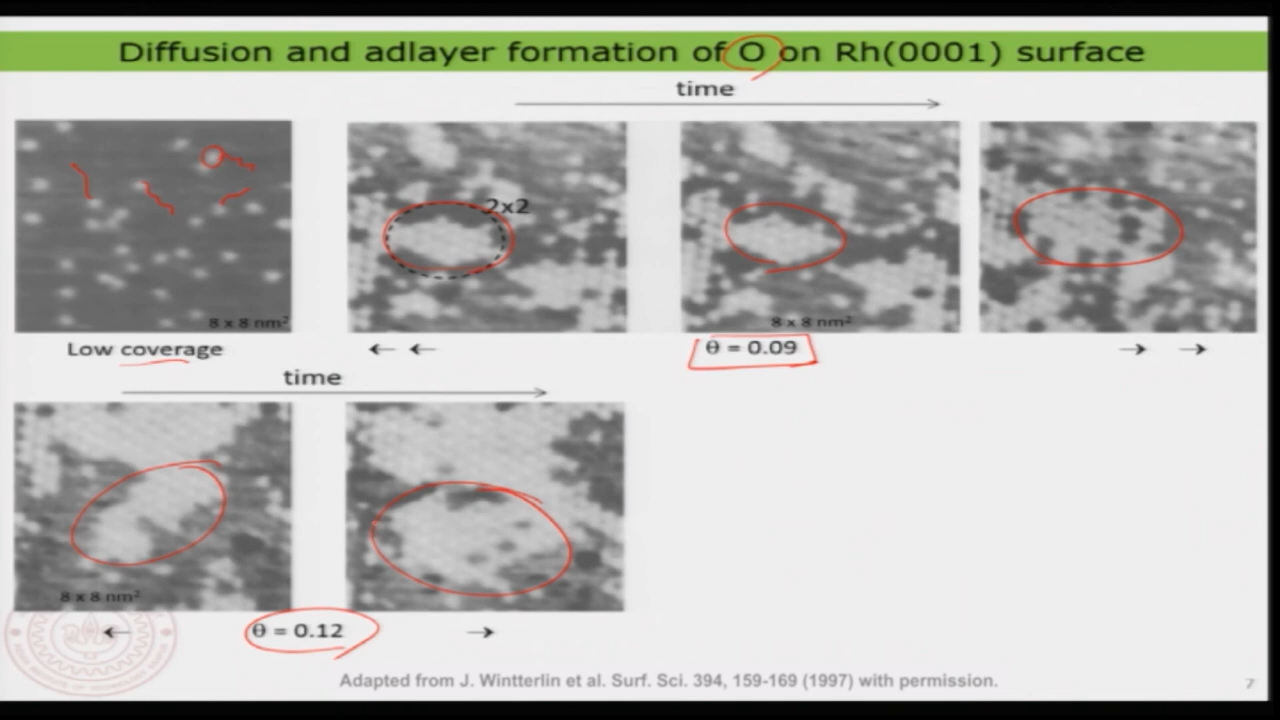 Diffusion and adlayer formation of O on Rh(0001) surface
time
2x2
8 x 8 nm²
8 x 8 nm²
Low coverage
← ←
θ = 0.09
→ →
time
8 x 8 nm²
←
θ = 0.12
→
Adapted from J. Wintterlin et al. Surf. Sci. 394, 159-169 (1997) with permission.
7